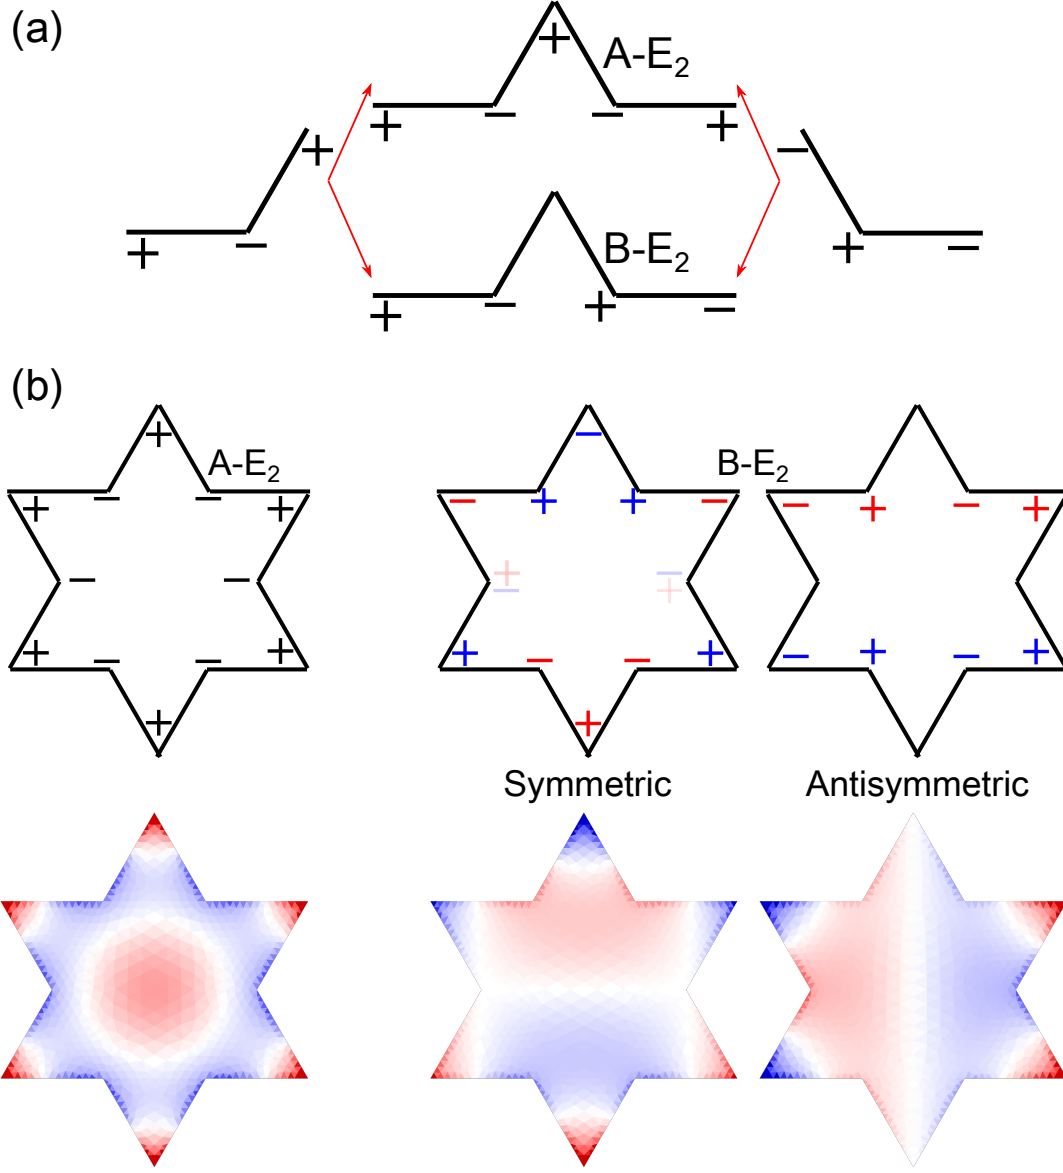 (a)
A-E₂
+ − + − +
+ − +
− + −
B-E₂
+ − + −
(b)
A-E₂
B-E₂
+ + − − + − − + − − + +
− − + + − + − + − + − − + +
− + − + − + − +
Symmetric
Antisymmetric